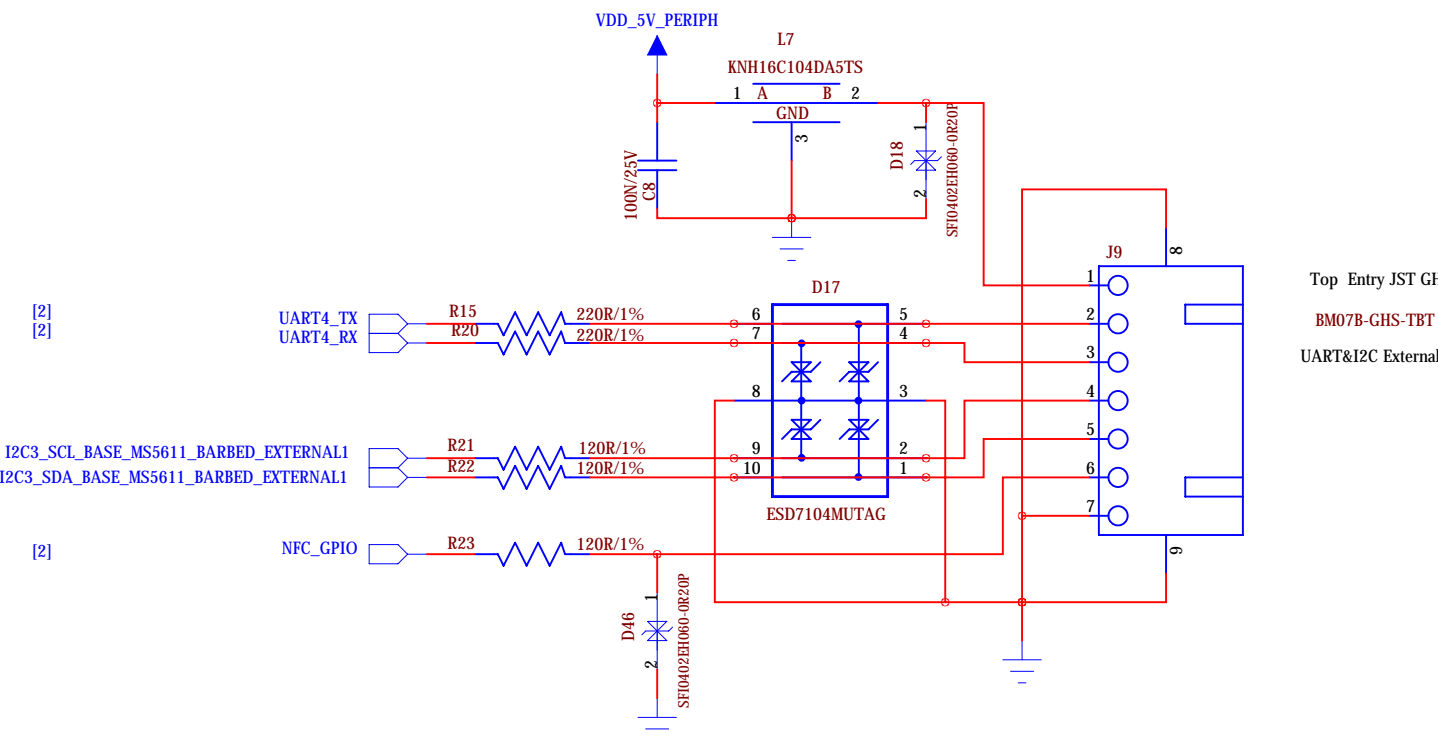 VDD_5V_PERIPH
L7
KNH16C104DA5TS
1 A B 2
GND
3
100N/25V
C8
D18
1
2
SFI0402EH060-0R20P
J9
8
Top Entry JST GH
BM07B-GHS-TBT
UART&I2C External
1
2
3
4
5
6
7
9
D17
[2] UART4_TX R15 220R/1% 6 5
[2] UART4_RX R20 220R/1% 7 4
8 3
I2C3_SCL_BASE_MS5611_BARBED_EXTERNAL1 R21 120R/1% 9 2
I2C3_SDA_BASE_MS5611_BARBED_EXTERNAL1 R22 120R/1% 10 1
ESD7104MUTAG
[2] NFC_GPIO R23 120R/1%
D46
1
2
SFI0402EH060-0R20P